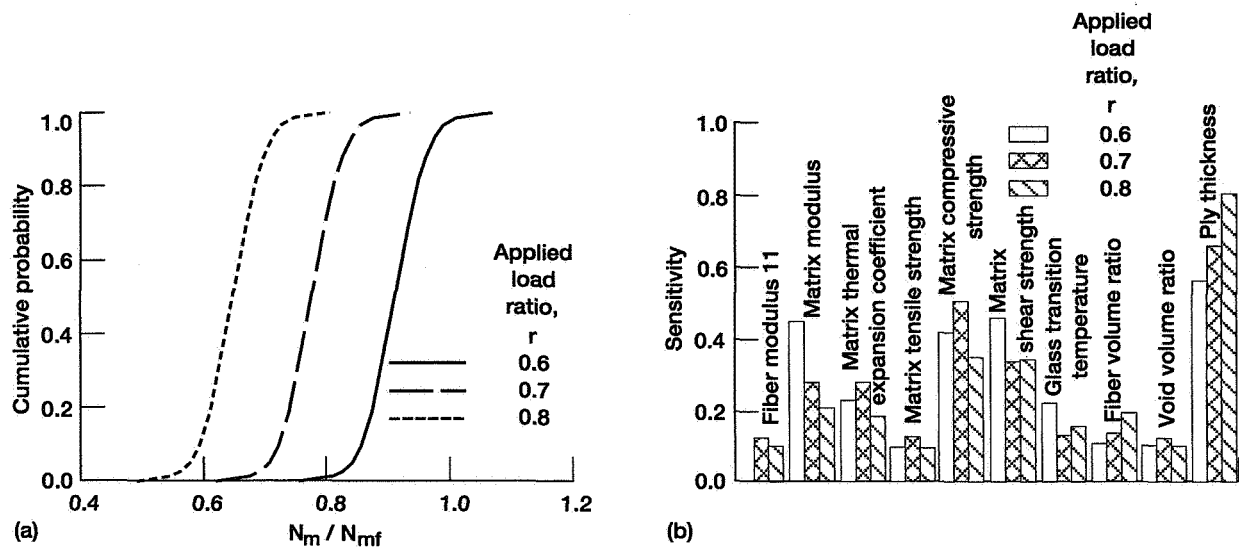 Cumulative probability
1.0
0.8
0.6
0.4
0.2
0.0
0.4
0.6
0.8
1.0
1.2
Nm / Nmf
Applied
load
ratio,
r
0.6
0.7
0.8
(a)
Sensitivity
1.0
0.8
0.6
0.4
0.2
0.0
Applied
load
ratio,
r
0.6
0.7
0.8
Fiber modulus 11
Matrix modulus
Matrix thermal
expansion coefficient
Matrix tensile strength
Matrix compressive
strength
Matrix
shear strength
Glass transition
temperature
Fiber volume ratio
Void volume ratio
Ply thickness
(b)